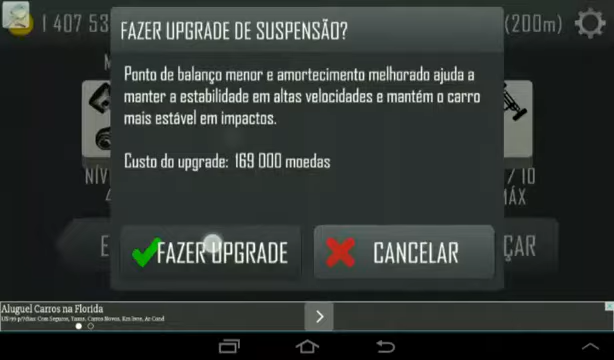 1 407 53
(200m)
FAZER UPGRADE DE SUSPENSÃO?
Ponto de balanço menor e amortecimento melhorado ajuda a
manter a estabilidade em altas velocidades e mantém o carro
mais estável em impactos.
Custo do upgrade: 169 000 moedas
NÍV
/ 10
4
MÁX
E
FAZER UPGRADE
CANCELAR
ÇAR
Aluguel Carros na Florida